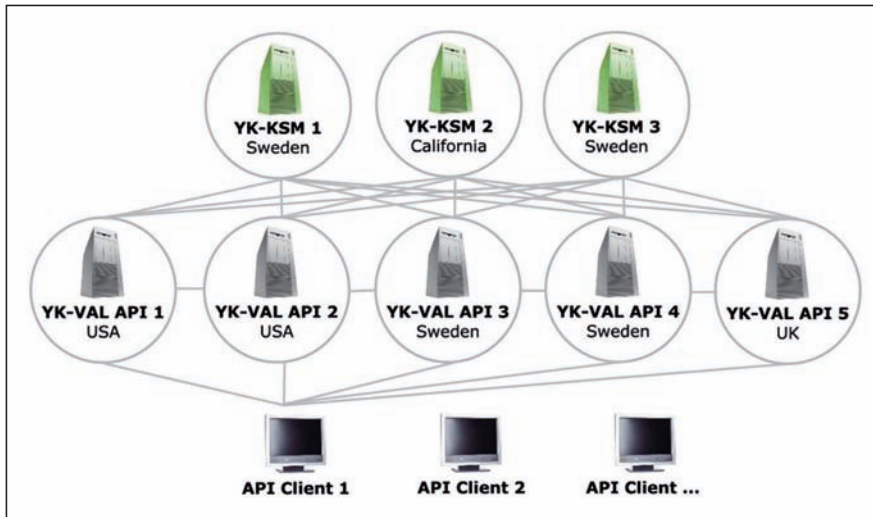 YK-KSM 1
Sweden
YK-KSM 2
California
YK-KSM 3
Sweden
YK-VAL API 1
USA
YK-VAL API 2
USA
YK-VAL API 3
Sweden
YK-VAL API 4
Sweden
YK-VAL API 5
UK
API Client 1
API Client 2
API Client ...